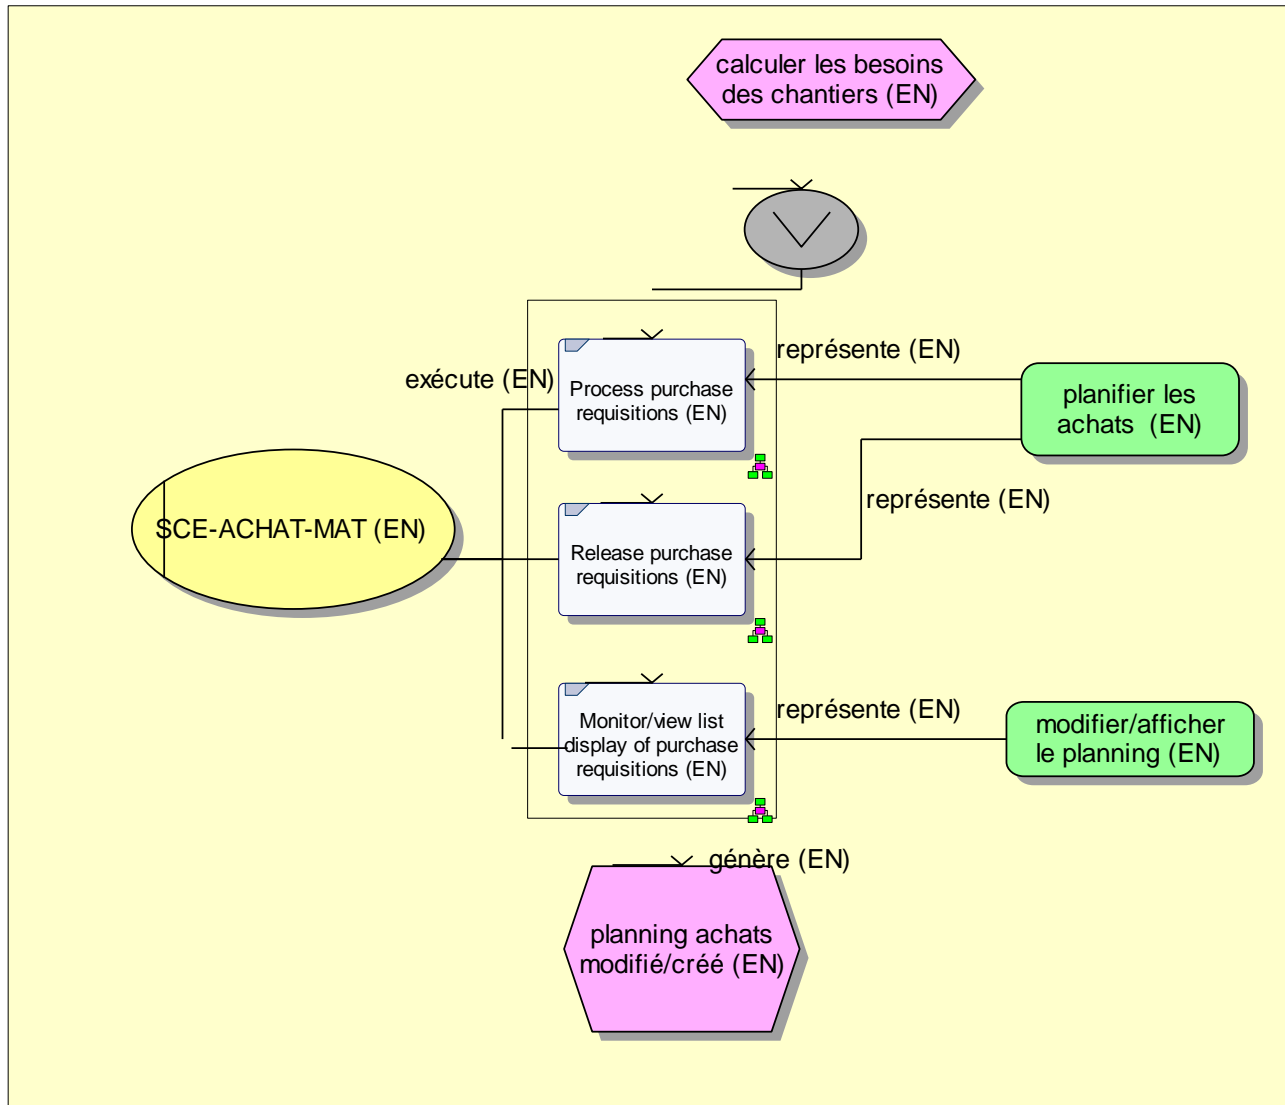 calculer les besoins
des chantiers (EN)
représente (EN)
exécute (EN)
Process purchase
requisitions (EN)
planifier les
achats  (EN)
représente (EN)
SCE-ACHAT-MAT (EN)
Release purchase
requisitions (EN)
représente (EN)
Monitor/view list
display of purchase
requisitions (EN)
modifier/afficher
le planning (EN)
génère (EN)
planning achats
modifié/créé (EN)